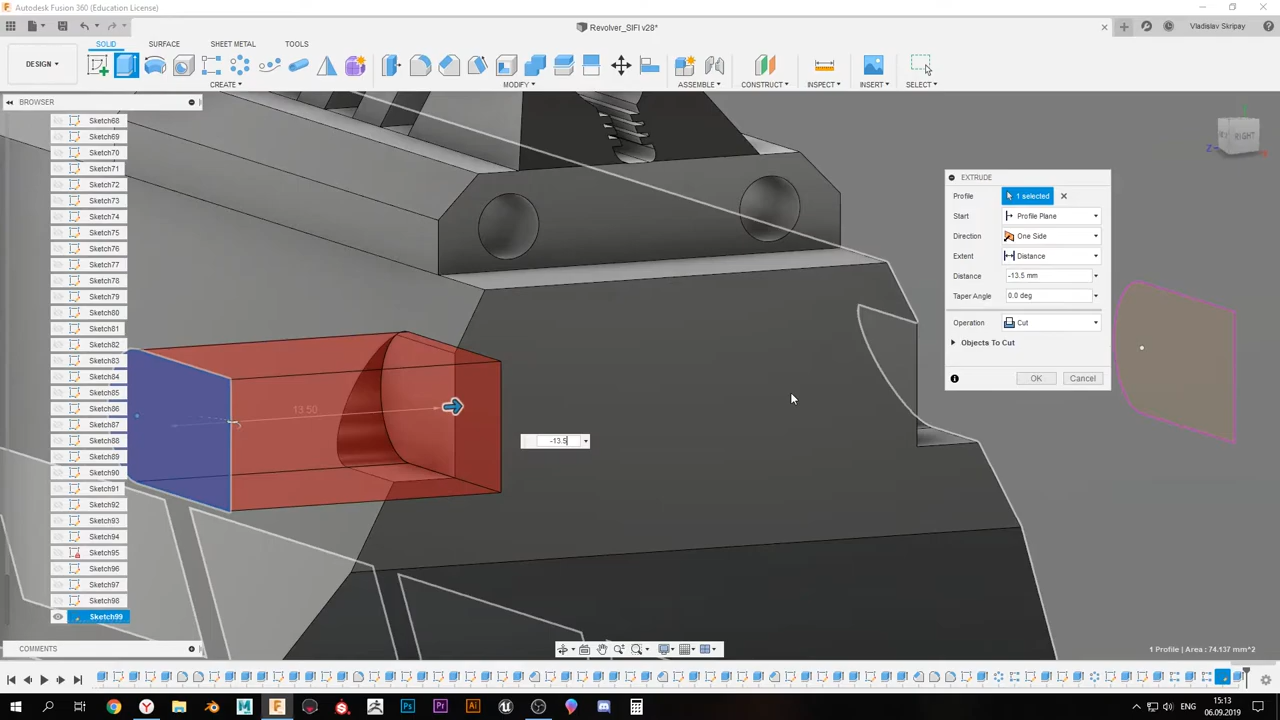 Autodesk Fusion 360 (Education License)
Revolver_SIFI v28*
Vladislav Skripay
SOLID SURFACE SHEET METAL TOOLS
DESIGN
CREATE MODIFY ASSEMBLE CONSTRUCT INSPECT INSERT SELECT
BROWSER
Sketch68
Sketch69
Sketch70
Sketch71
Sketch72
Sketch73
Sketch74
Sketch75
Sketch76
Sketch77
Sketch78
Sketch79
Sketch80
Sketch81
Sketch82
Sketch83
Sketch84
Sketch85
Sketch86
Sketch87
Sketch88
Sketch89
Sketch90
Sketch91
Sketch92
Sketch93
Sketch94
Sketch95
Sketch96
Sketch97
Sketch98
Sketch99
13.50
-13.5
RIGHT
Z
EXTRUDE
Profile 1 selected
Start Profile Plane
Direction One Side
Extent Distance
Distance -13.5 mm
Taper Angle 0.0 deg
Operation Cut
Objects To Cut
OK Cancel
COMMENTS
1 Profile | Area : 74.137 mm^2
ENG
15:13
06.09.2019